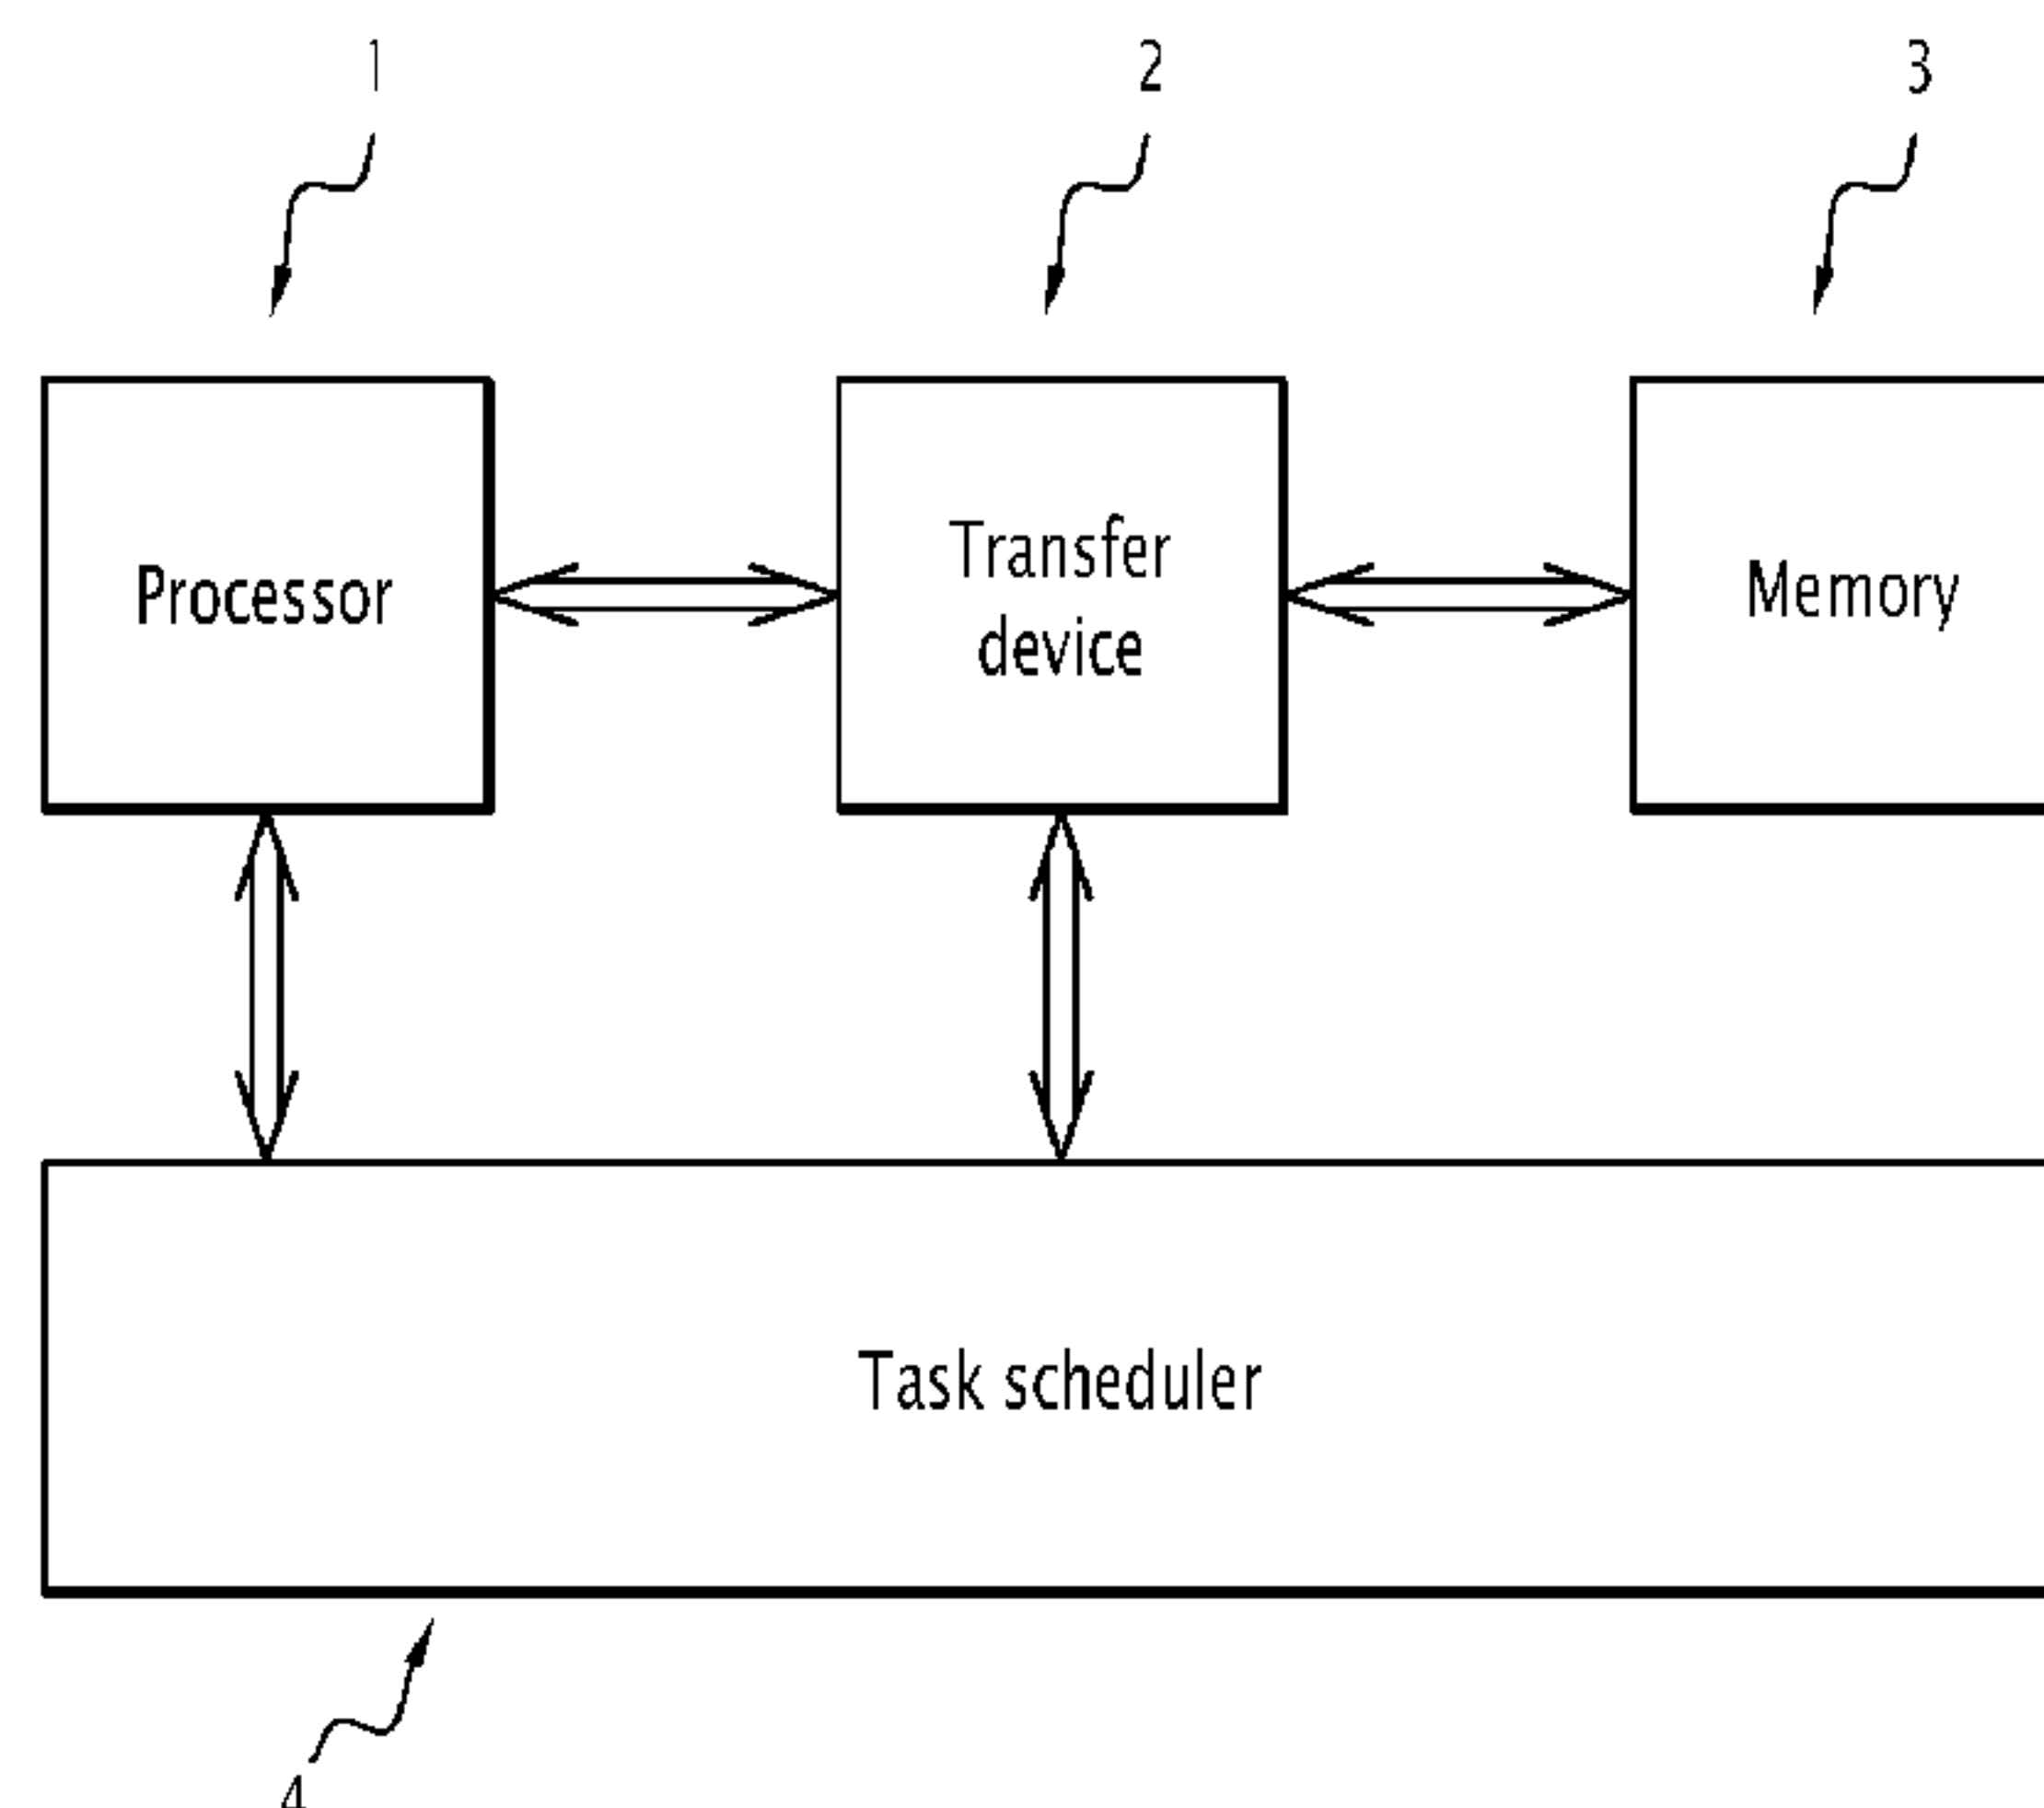 1
2
3
Processor
Transfer
device
Memory
Task scheduler
4